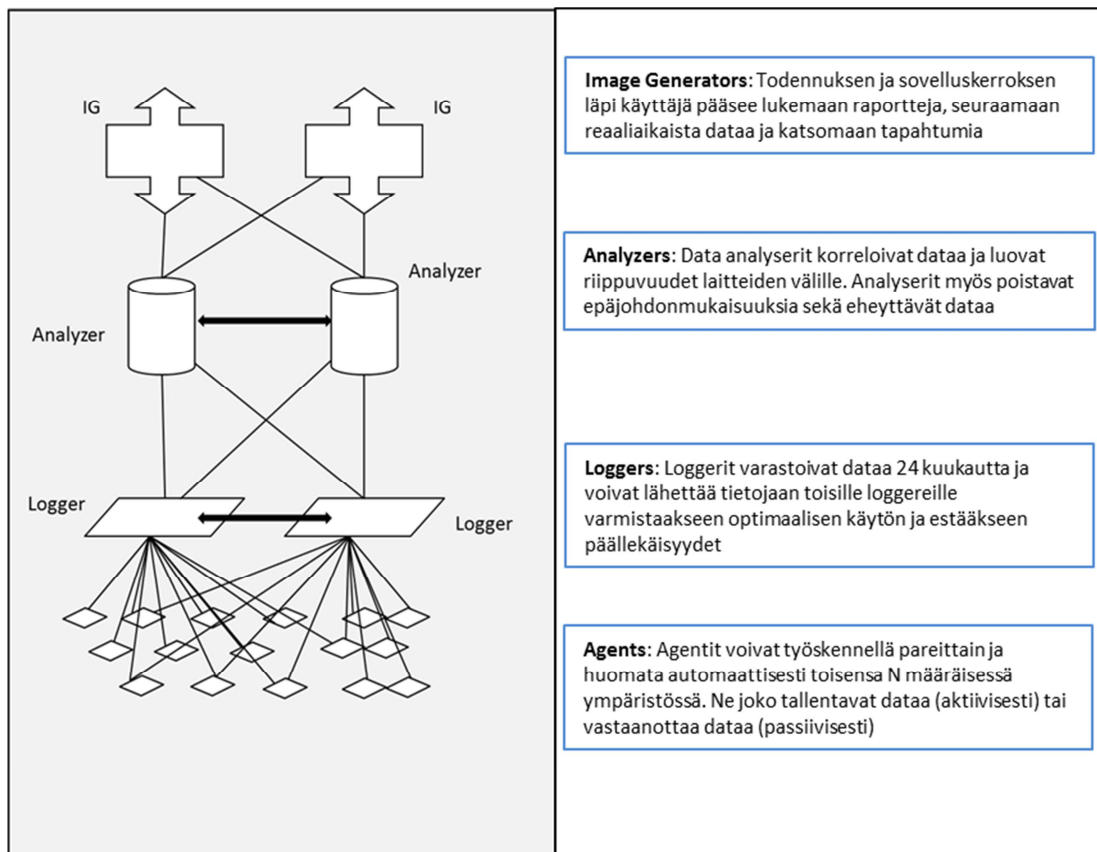 IG
IG
Analyzer
Analyzer
Logger
Logger
Image Generators: Todennuksen ja sovelluskerroksen
läpi käyttäjä pääsee lukemaan raportteja, seuraamaan
reaaliaikaista dataa ja katsomaan tapahtumia
Analyzers: Data analyserit korreloivat dataa ja luovat
riippuvuudet laitteiden välille. Analyserit myös poistavat
epäjohdonmukaisuuksia sekä eheyttävät dataa
Loggers: Loggerit varastoivat dataa 24 kuukautta ja
voivat lähettää tietojaan toisille loggereille
varmistaakseen optimaalisen käytön ja estääkseen
päällekäisyydet
Agents: Agentit voivat työskennellä pareittain ja
huomata automaattisesti toisensa N määräisessä
ympäristössä. Ne joko tallentavat dataa (aktiivisesti) tai
vastaanottaa dataa (passiivisesti)